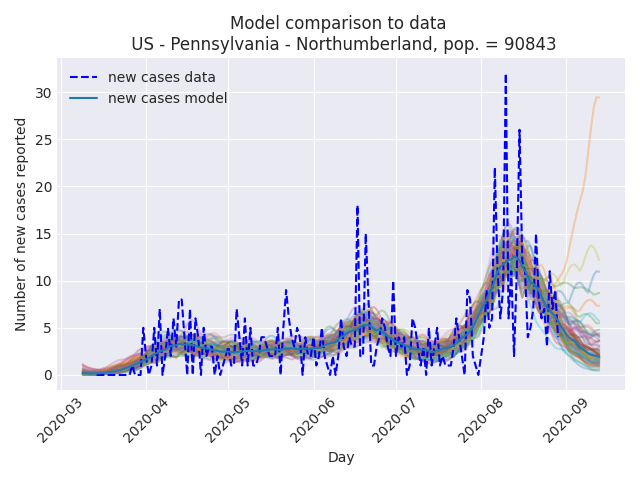 Model comparison to data
US - Pennsylvania - Northumberland, pop. = 90843
new cases data
new cases model
Number of new cases reported
30
25
20
15
10
5
0
2020-03
2020-04
2020-05
2020-06
2020-07
2020-08
2020-09
Day